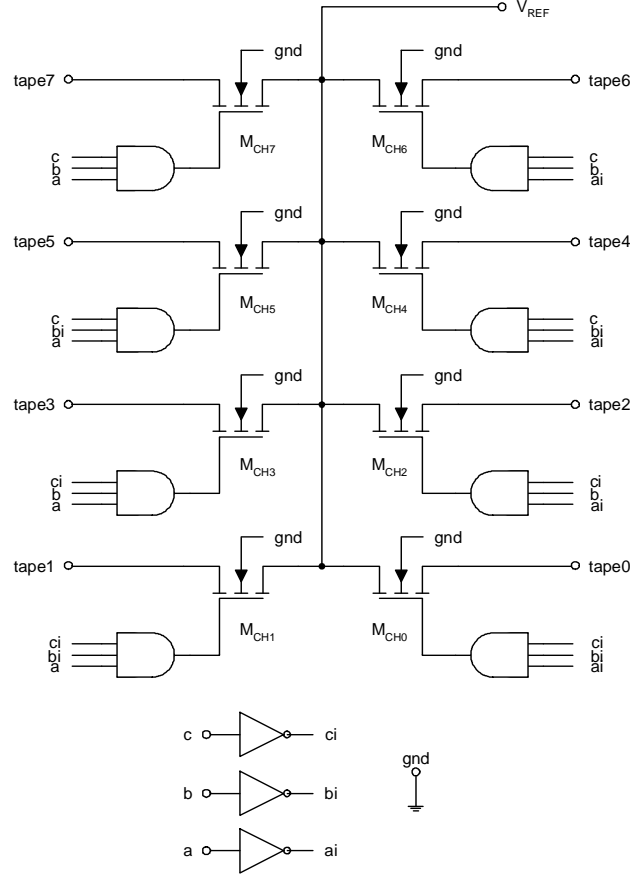 V_REF
gnd gnd
tape7 tape6
M_CH7 M_CH6
c c
b b
a ai
gnd gnd
tape5 tape4
M_CH5 M_CH4
c c
bi bi
a ai
gnd gnd
tape3 tape2
M_CH3 M_CH2
ci ci
b b
a ai
gnd gnd
tape1 tape0
M_CH1 M_CH0
ci ci
bi bi
a ai
c ci
gnd
b bi
a ai